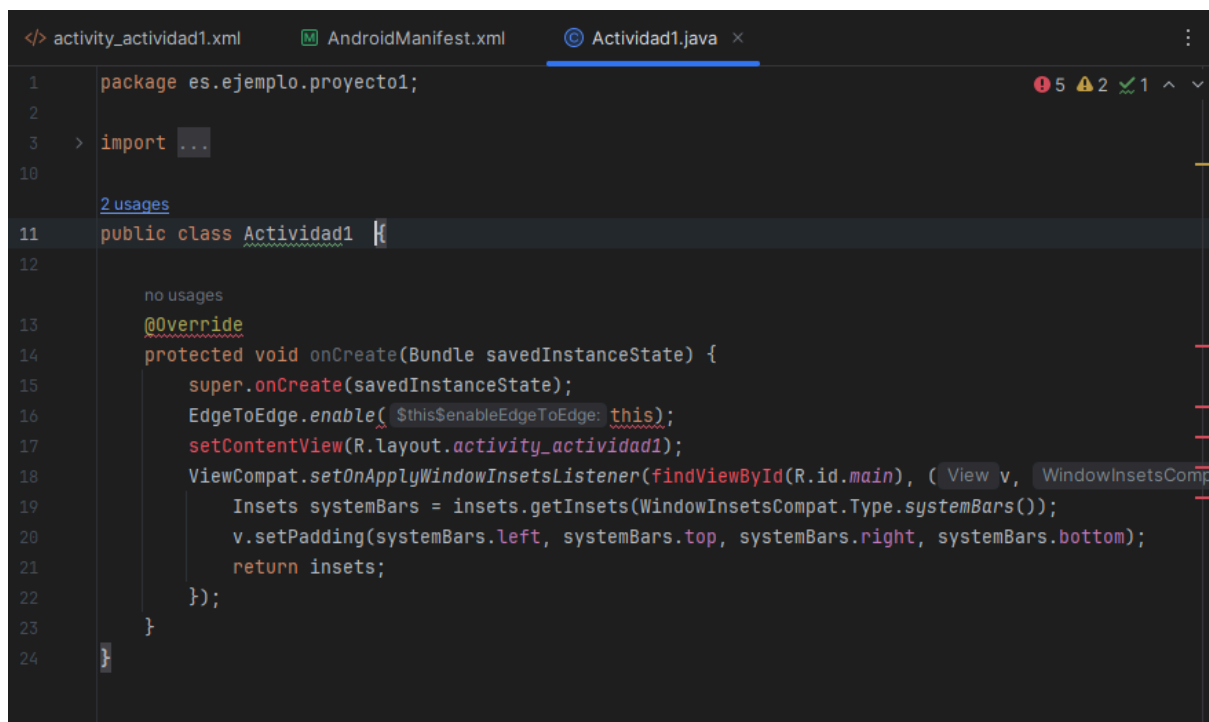 activity_actividad1.xml AndroidManifest.xml Actividad1.java
1 package es.ejemplo.proyecto1; 5 2 1
2
3 import ...
10
2 usages
11 public class Actividad1 {
12
no usages
13 @Override
14 protected void onCreate(Bundle savedInstanceState) {
15 super.onCreate(savedInstanceState);
16 EdgeToEdge.enable( $this$enableEdgeToEdge: this);
17 setContentView(R.layout.activity_actividad1);
18 ViewCompat.setOnApplyWindowInsetsListener(findViewById(R.id.main), ( View v, WindowInsetsComp
19 Insets systemBars = insets.getInsets(WindowInsetsCompat.Type.systemBars());
20 v.setPadding(systemBars.left, systemBars.top, systemBars.right, systemBars.bottom);
21 return insets;
22 });
23 }
24 }